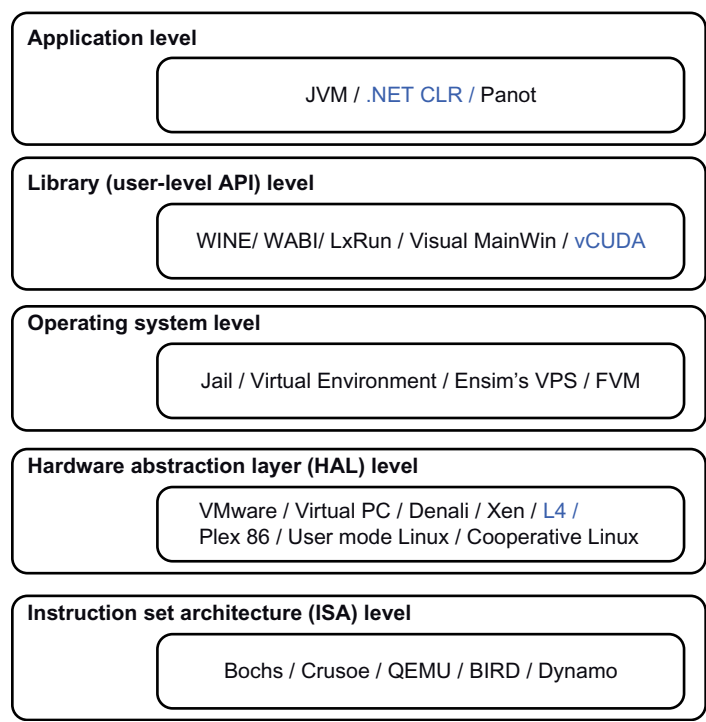 Application level
JVM / .NET CLR / Panot
Library (user-level API) level
WINE/ WABI/ LxRun / Visual MainWin / vCUDA
Operating system level
Jail / Virtual Environment / Ensim’s VPS / FVM
Hardware abstraction layer (HAL) level
VMware / Virtual PC / Denali / Xen / L4 /
Plex 86 / User mode Linux / Cooperative Linux
Instruction set architecture (ISA) level
Bochs / Crusoe / QEMU / BIRD / Dynamo